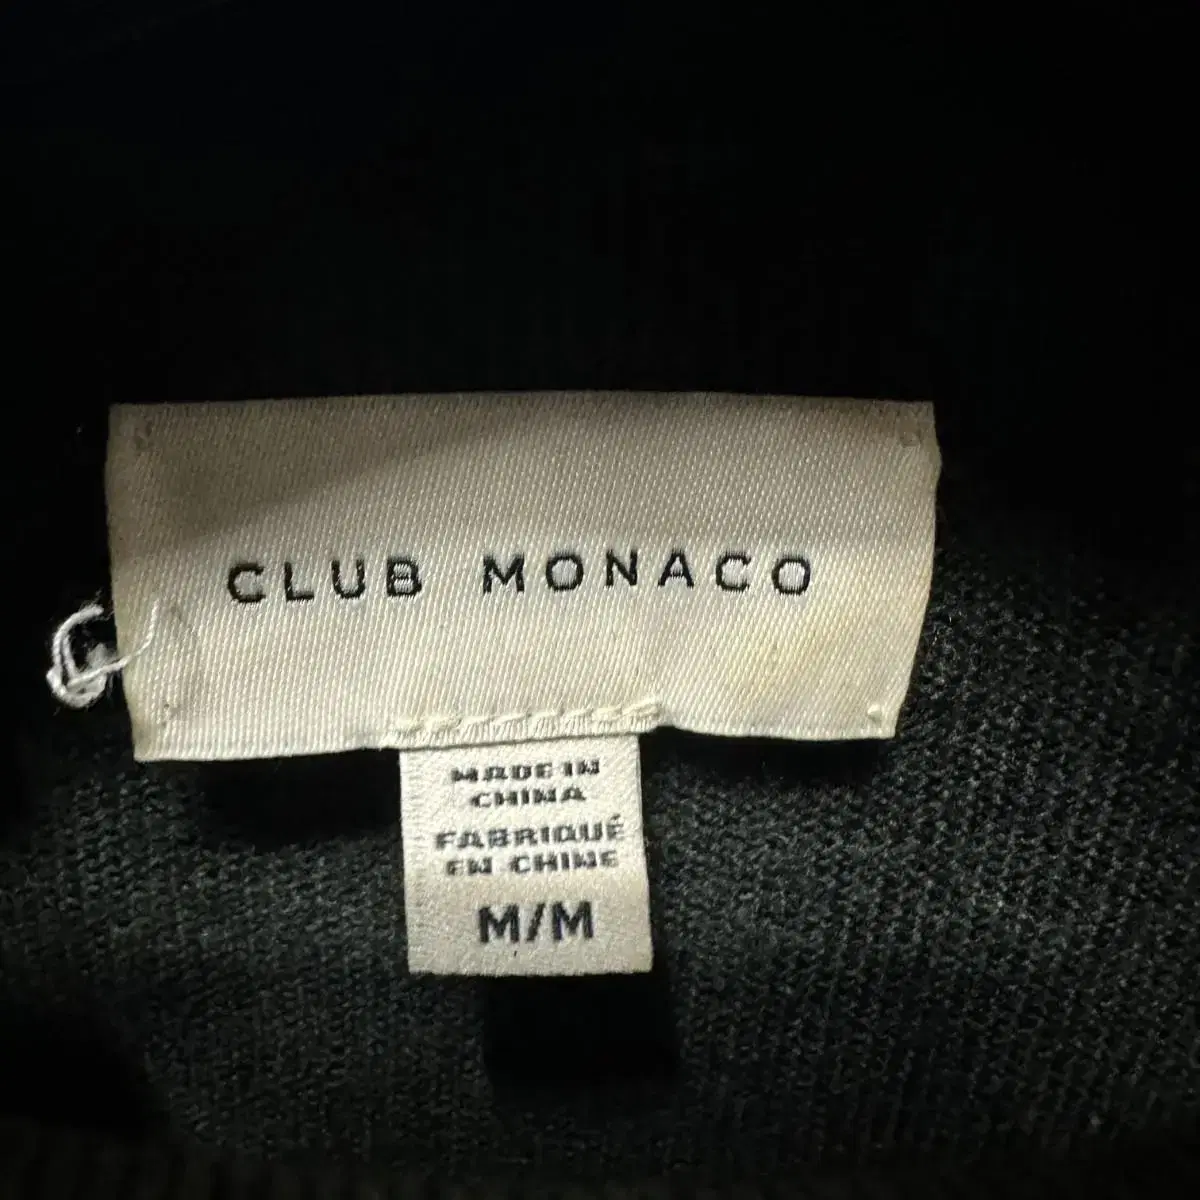 CLUB MONACO
MADE IN
CHINA
FABRIQUÉ
EN CHINE
M/M